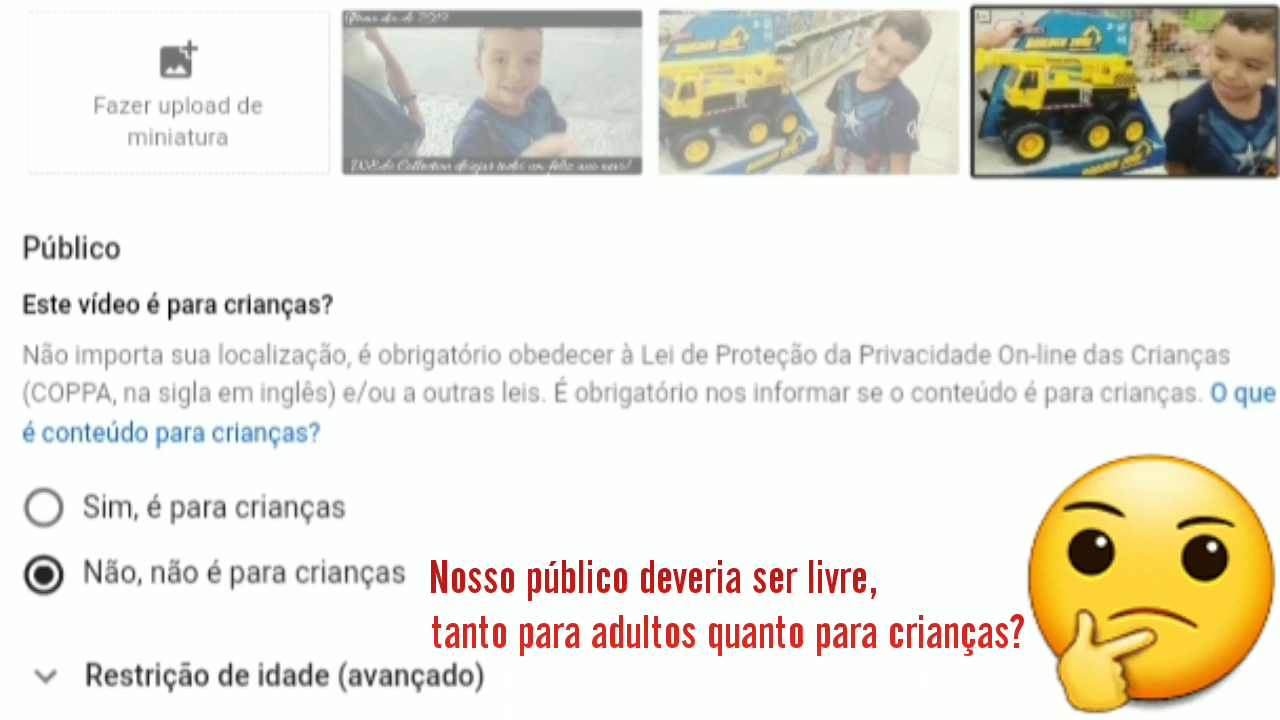 Fazer upload de
miniatura
Público
Este vídeo é para crianças?
Não importa sua localização, é obrigatório obedecer à Lei de Proteção da Privacidade On-line das Crianças
(COPPA, na sigla em inglês) e/ou a outras leis. É obrigatório nos informar se o conteúdo é para crianças. O que
é conteúdo para crianças?
Sim, é para crianças
Não, não é para crianças
Nosso público deveria ser livre,
tanto para adultos quanto para crianças?
Restrição de idade (avançado)